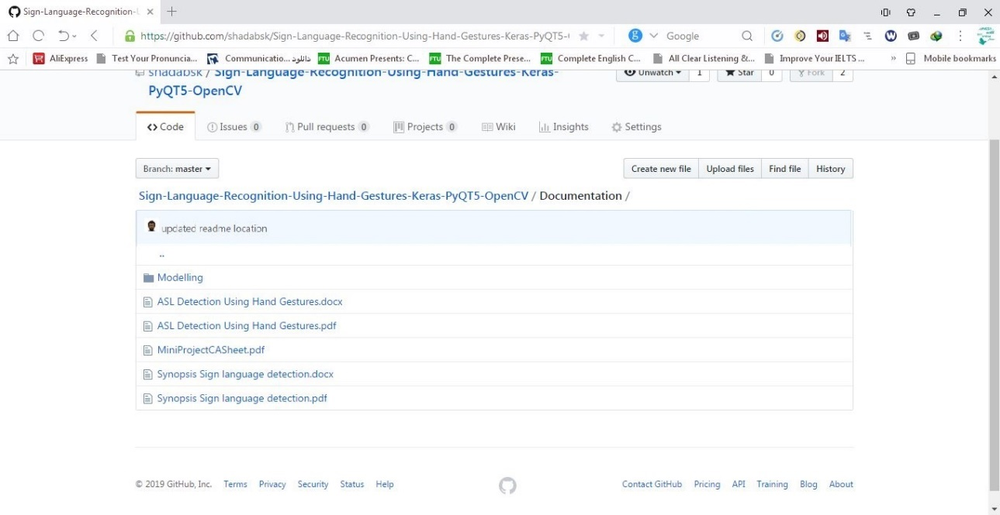 Sign-Language-Recognition-U
https://github.com/shadabsk/Sign-Language-Recognition-Using-Hand-Gestures-Keras-PyQT5-(
Google
AliExpress Test Your Pronuncia... Communicatio... دانلود FTU Acumen Presents: C... FTU The Complete Prese... FTU Complete English C... All Clear Listening &... Improve Your IELTS ... » Mobile bookmarks
shadabsk / Sign-Language-Recognition-Using-Hand-Gestures-Keras-
PyQT5-OpenCV
Unwatch 1 Star 0 Fork 2
Code Issues 0 Pull requests 0 Projects 0 Wiki Insights Settings
Branch: master Create new file Upload files Find file History
Sign-Language-Recognition-Using-Hand-Gestures-Keras-PyQT5-OpenCV / Documentation /
updated readme location
..
Modelling
ASL Detection Using Hand Gestures.docx
ASL Detection Using Hand Gestures.pdf
MiniProjectCASheet.pdf
Synopsis Sign language detection.docx
Synopsis Sign language detection.pdf
© 2019 GitHub, Inc. Terms Privacy Security Status Help Contact GitHub Pricing API Training Blog About